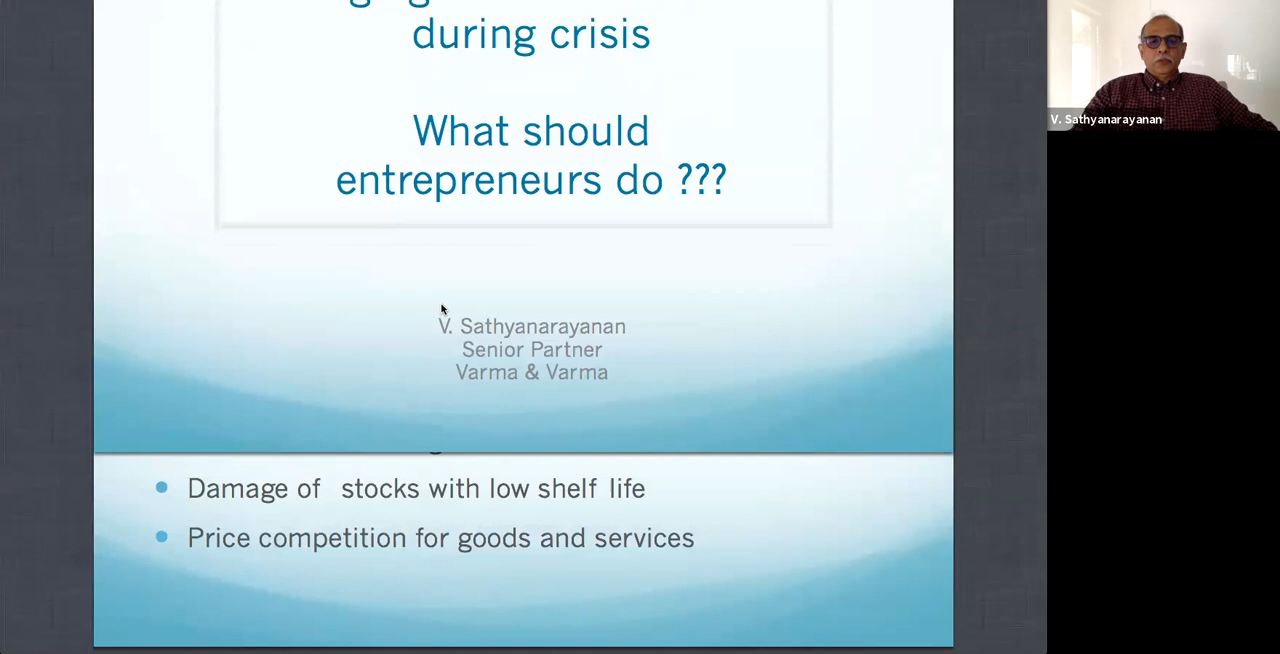 during crisis
What should
entrepreneurs do ???
V. Sathyanarayanan
Senior Partner
Varma & Varma
Damage of stocks with low shelf life
Price competition for goods and services
V. Sathyanarayanan